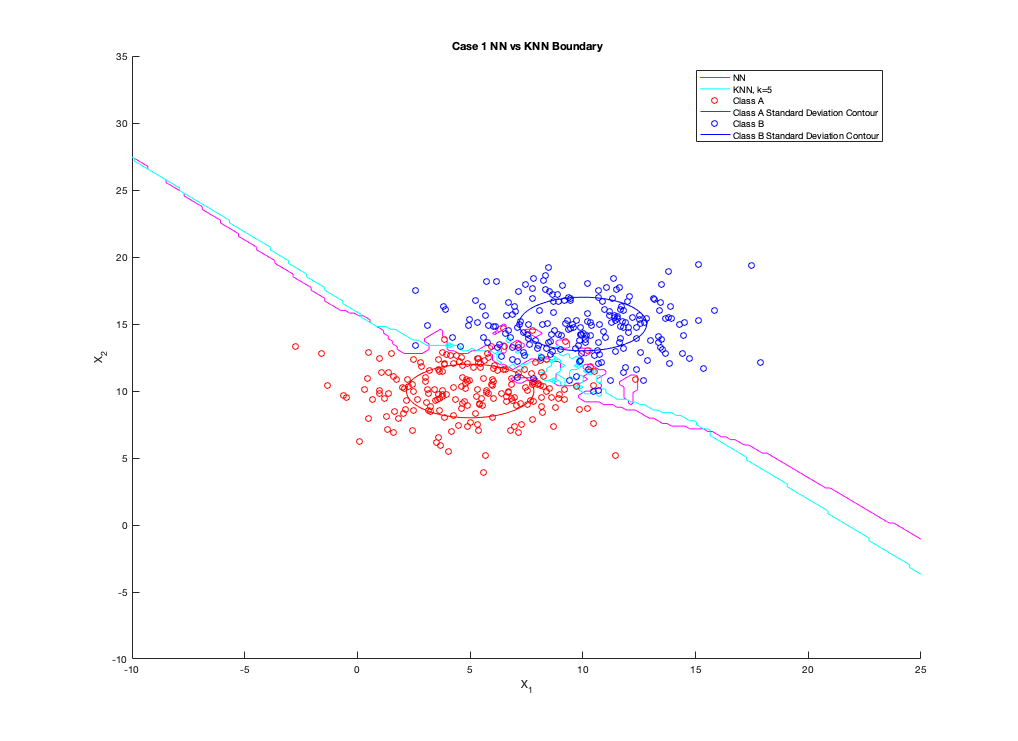 Case 1 NN vs KNN Boundary
NN
KNN, k=5
Class A
Class A Standard Deviation Contour
Class B
Class B Standard Deviation Contour
35
30
25
20
15
10
5
0
-5
-10
X2
-10 -5 0 5 10 15 20 25
X1